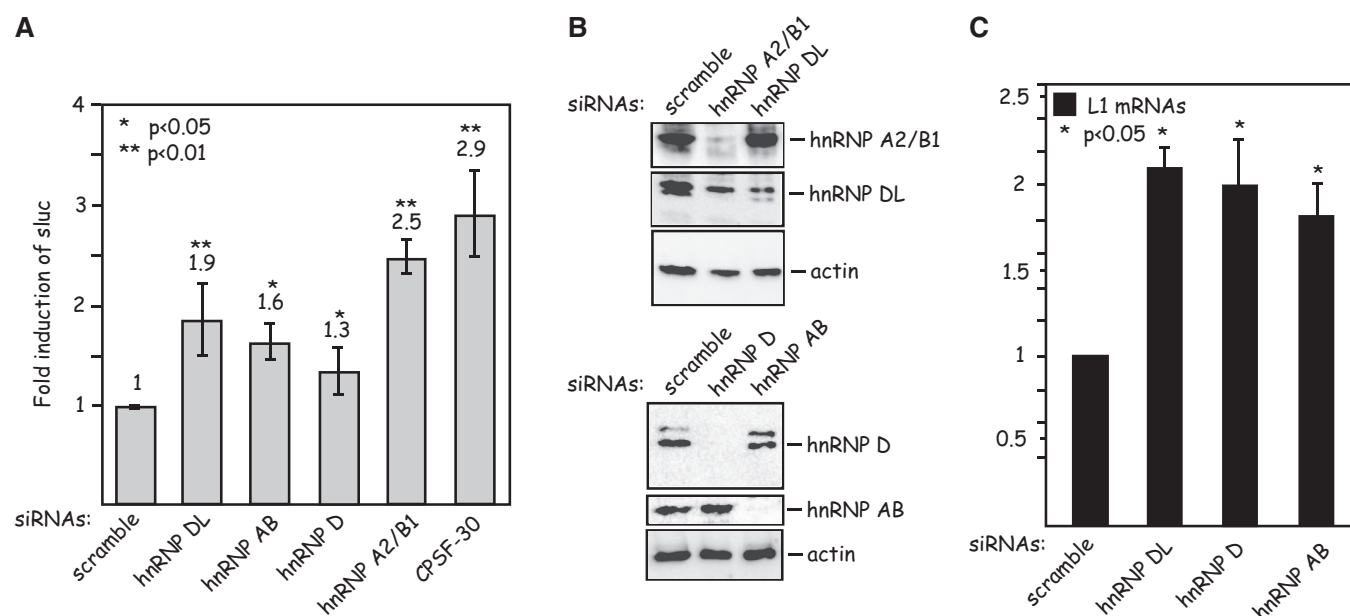 A
Fold induction of sluc
4
3
2
1
* p<0.05
** p<0.01
1
**
1.9
*
1.6
*
1.3
**
2.5
**
2.9
siRNAs:
scramble
hnRNP DL
hnRNP AB
hnRNP D
hnRNP A2/B1
CPSF-30
B
siRNAs:
scramble
hnRNP A2/B1
hnRNP DL
hnRNP A2/B1
hnRNP DL
actin
siRNAs:
scramble
hnRNP D
hnRNP AB
hnRNP D
hnRNP AB
actin
C
2.5
2
1.5
1
0.5
L1 mRNAs
* p<0.05
*
*
*
siRNAs:
scramble
hnRNP DL
hnRNP D
hnRNP AB